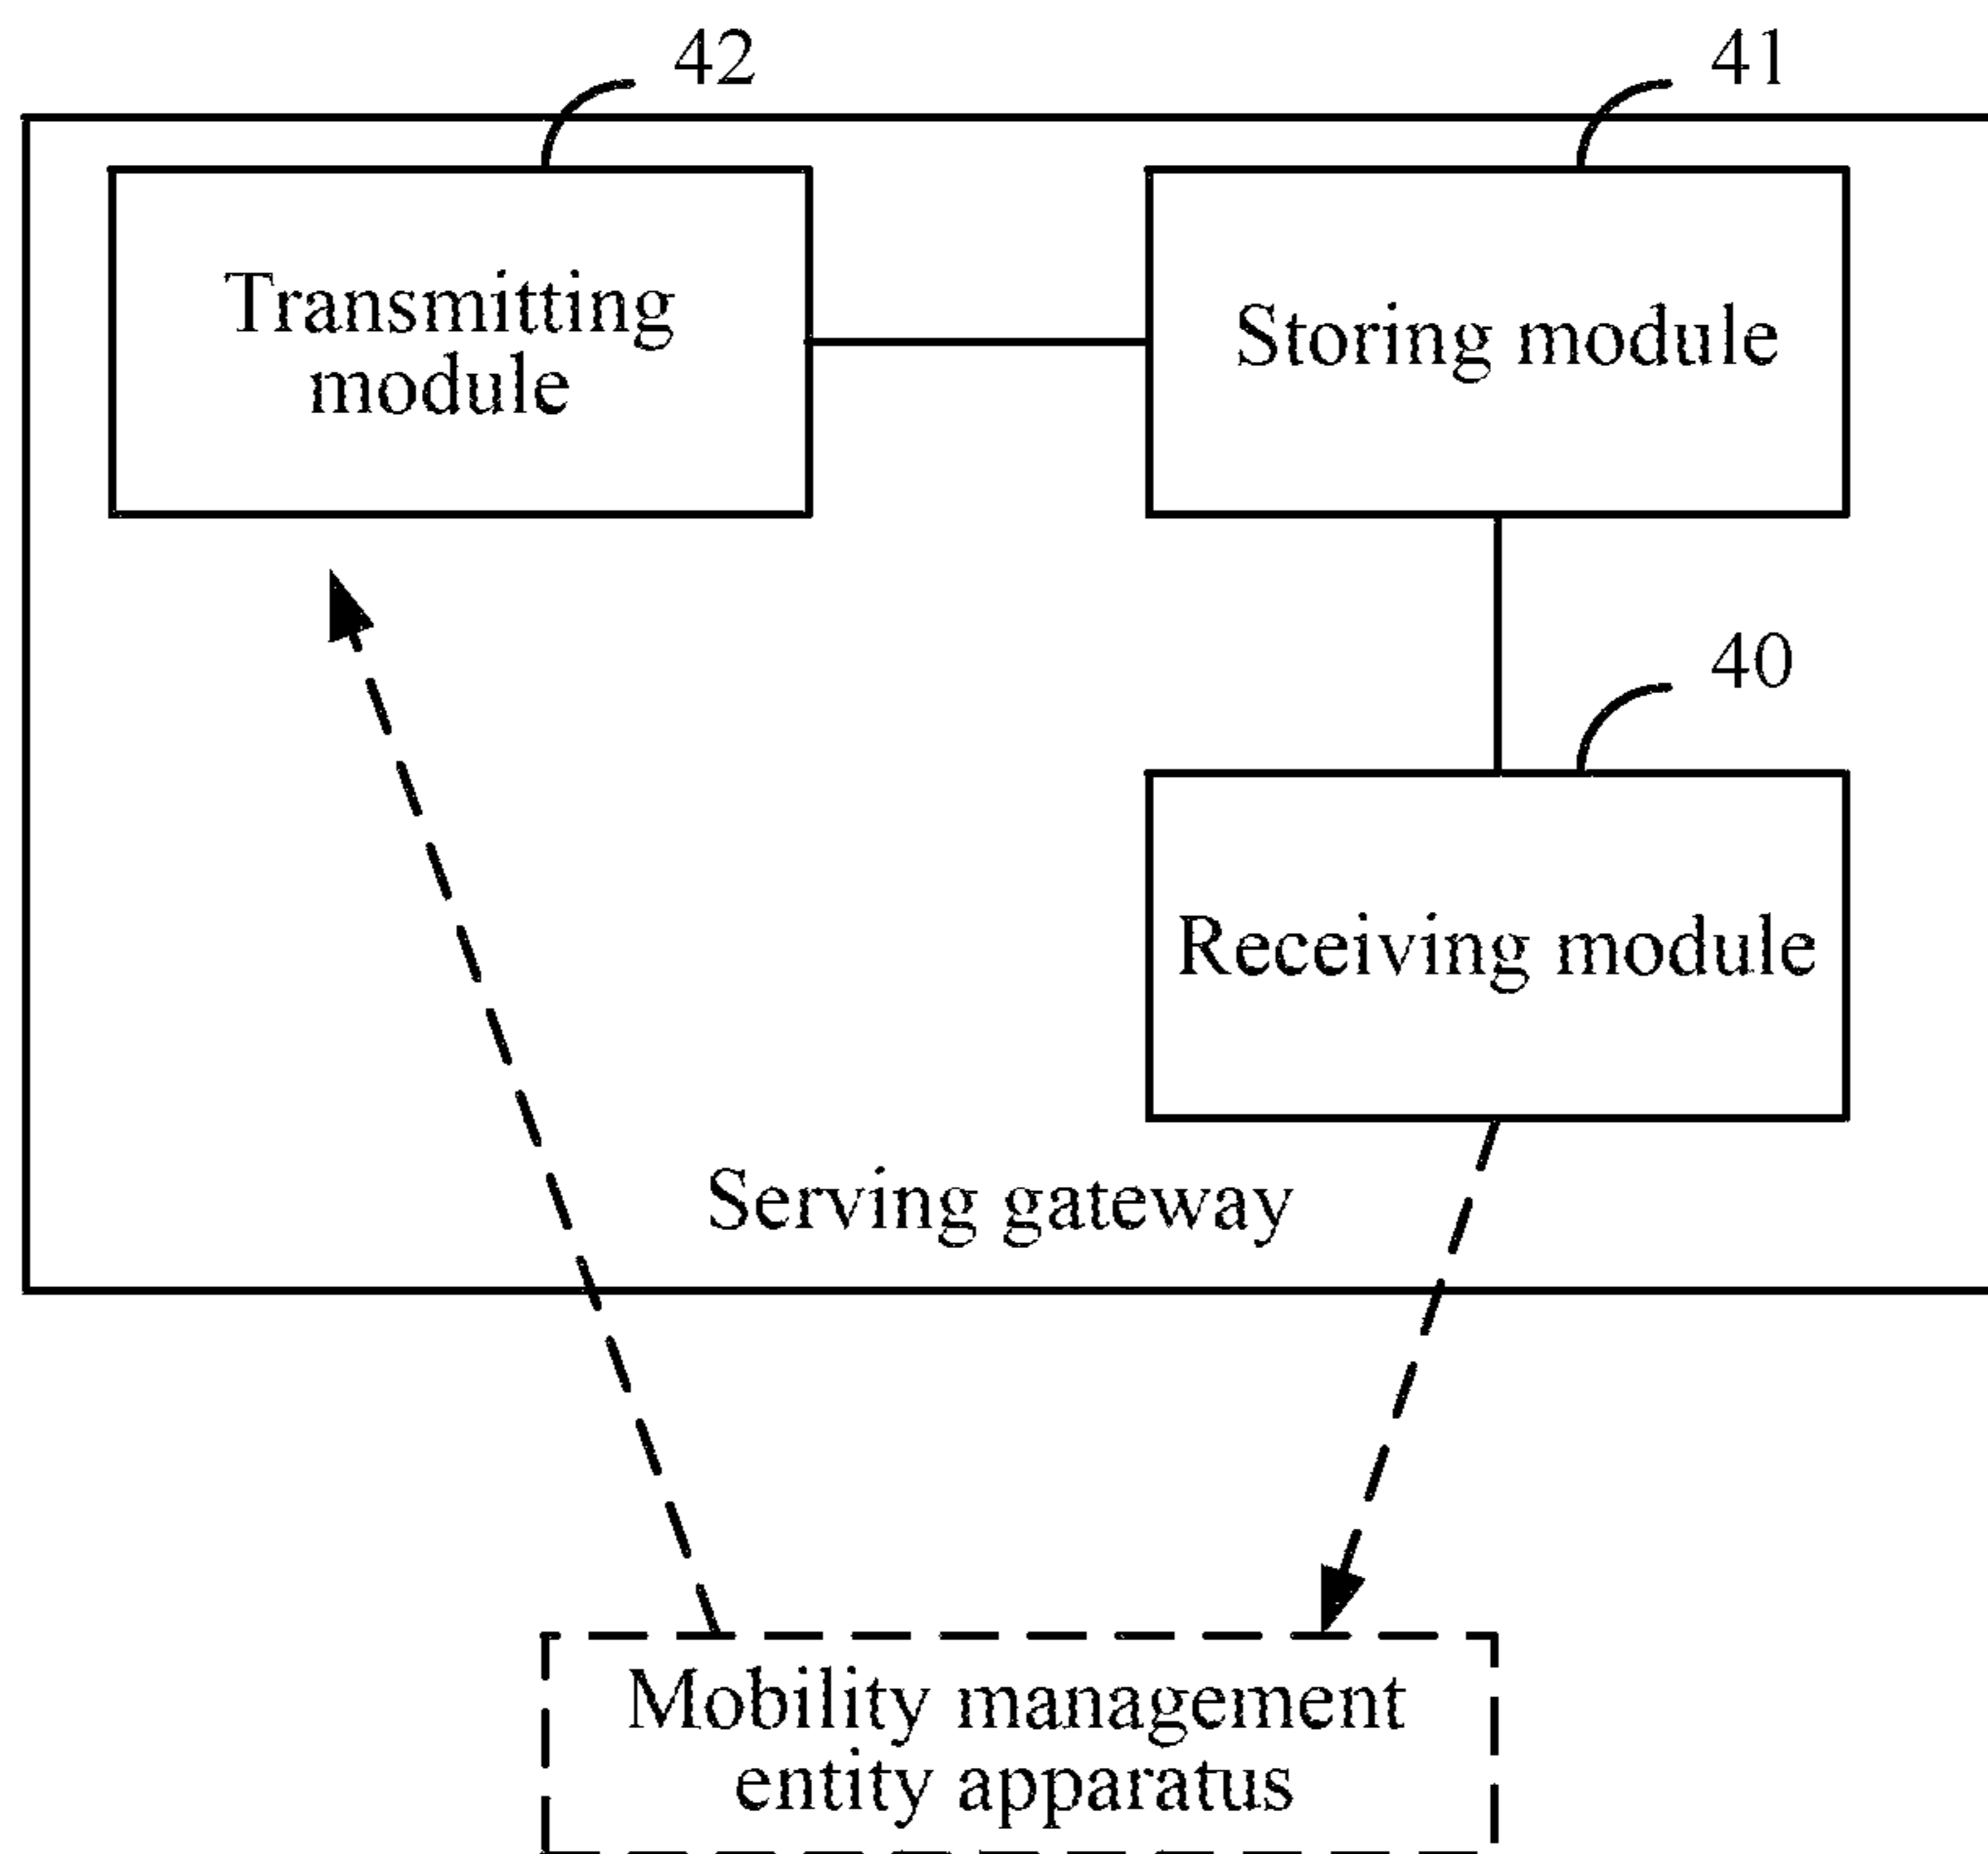 42
41
Transmitting
module
Storing module
40
Receiving module
Serving gateway
Mobility management
entity apparatus